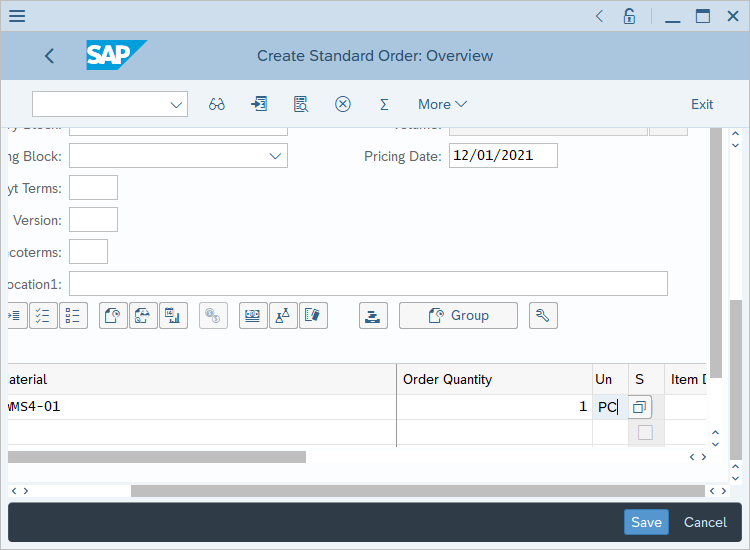 SAP
Create Standard Order: Overview
More
Exit
ng Block:
Pricing Date: 12/01/2021
yt Terms:
Version:
coterms:
ocation1:
Group
aterial Order Quantity Un S Item D
MS4-01 1 PC
Save Cancel